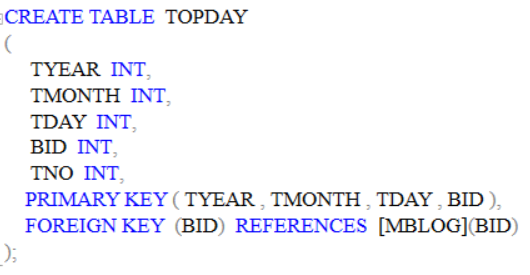 CREATE TABLE TOPDAY
(
TYEAR INT,
TMONTH INT,
TDAY INT,
BID INT,
TNO INT,
PRIMARY KEY ( TYEAR , TMONTH , TDAY , BID ),
FOREIGN KEY (BID) REFERENCES [MBLOG](BID)
);